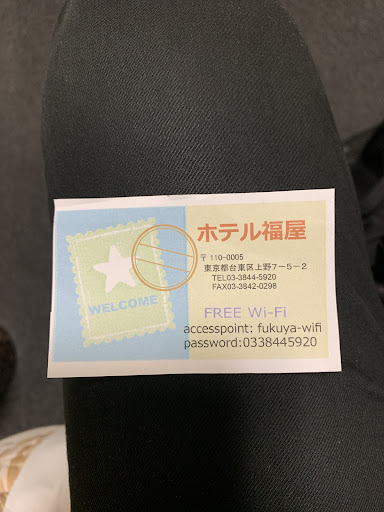 WELCOME
ホテル福屋
〒110-0005
東京都台東区上野7-5-2
TEL03-3844-5920
FAX03-3842-0298
FREE Wi-Fi
accesspoint: fukuya-wifi
password:0338445920